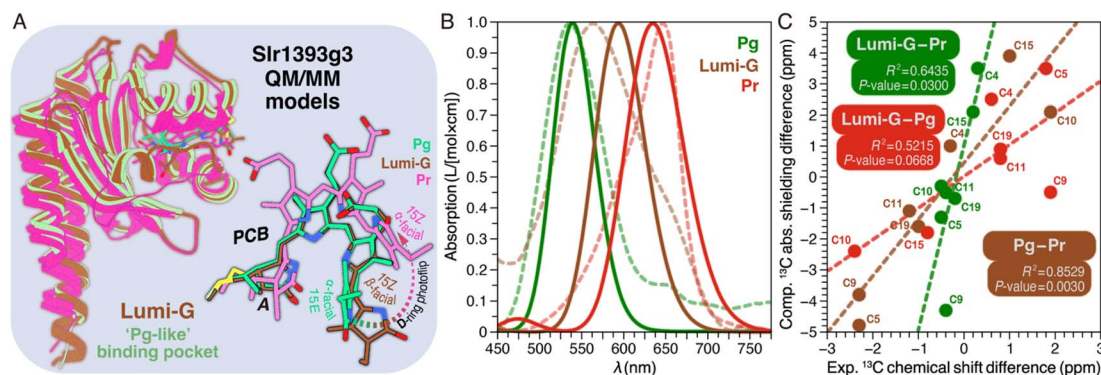 A
Slr1393g3
QM/MM
models
Pg
Lumi-G
Pr
PCB
A
15Z
α-facial
α-facial
15E
15Z
β-facial
D-ring photoflip
Lumi-G
'Pg-like'
binding pocket
B
Absorption (L/[molxcm])
1
0.9
0.8
0.7
0.6
0.5
0.4
0.3
0.2
0.1
0
Pg
Lumi-G
Pr
450 500 550 600 650 700 750
λ(nm)
C
Comp. ¹³C abs. shielding difference (ppm)
5
4
3
2
1
0
-1
-2
-3
-4
-5
Lumi-G–Pr
R²=0.6435
P-value=0.0300
Lumi-G–Pg
R²=0.5215
P-value=0.0668
Pg–Pr
R²=0.8529
P-value=0.0030
C15
C4
C5
C4
C15
C10
C4
C19
C11
C10
C11
C19
C9
C11
C5
C19
C15
C10
C9
C9
C5
−3 −2 −1 0 1 2 3
Exp. ¹³C chemical shift difference (ppm)